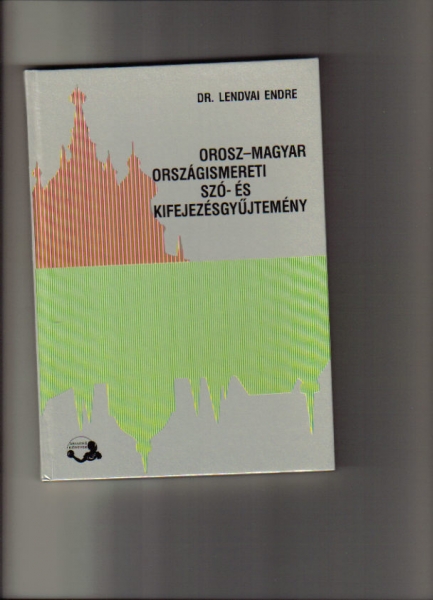 DR. LENDVAI ENDRE
OROSZ–MAGYAR
ORSZÁGISMERETI
SZÓ- ÉS
KIFEJEZÉSGYŰJTEMÉNY